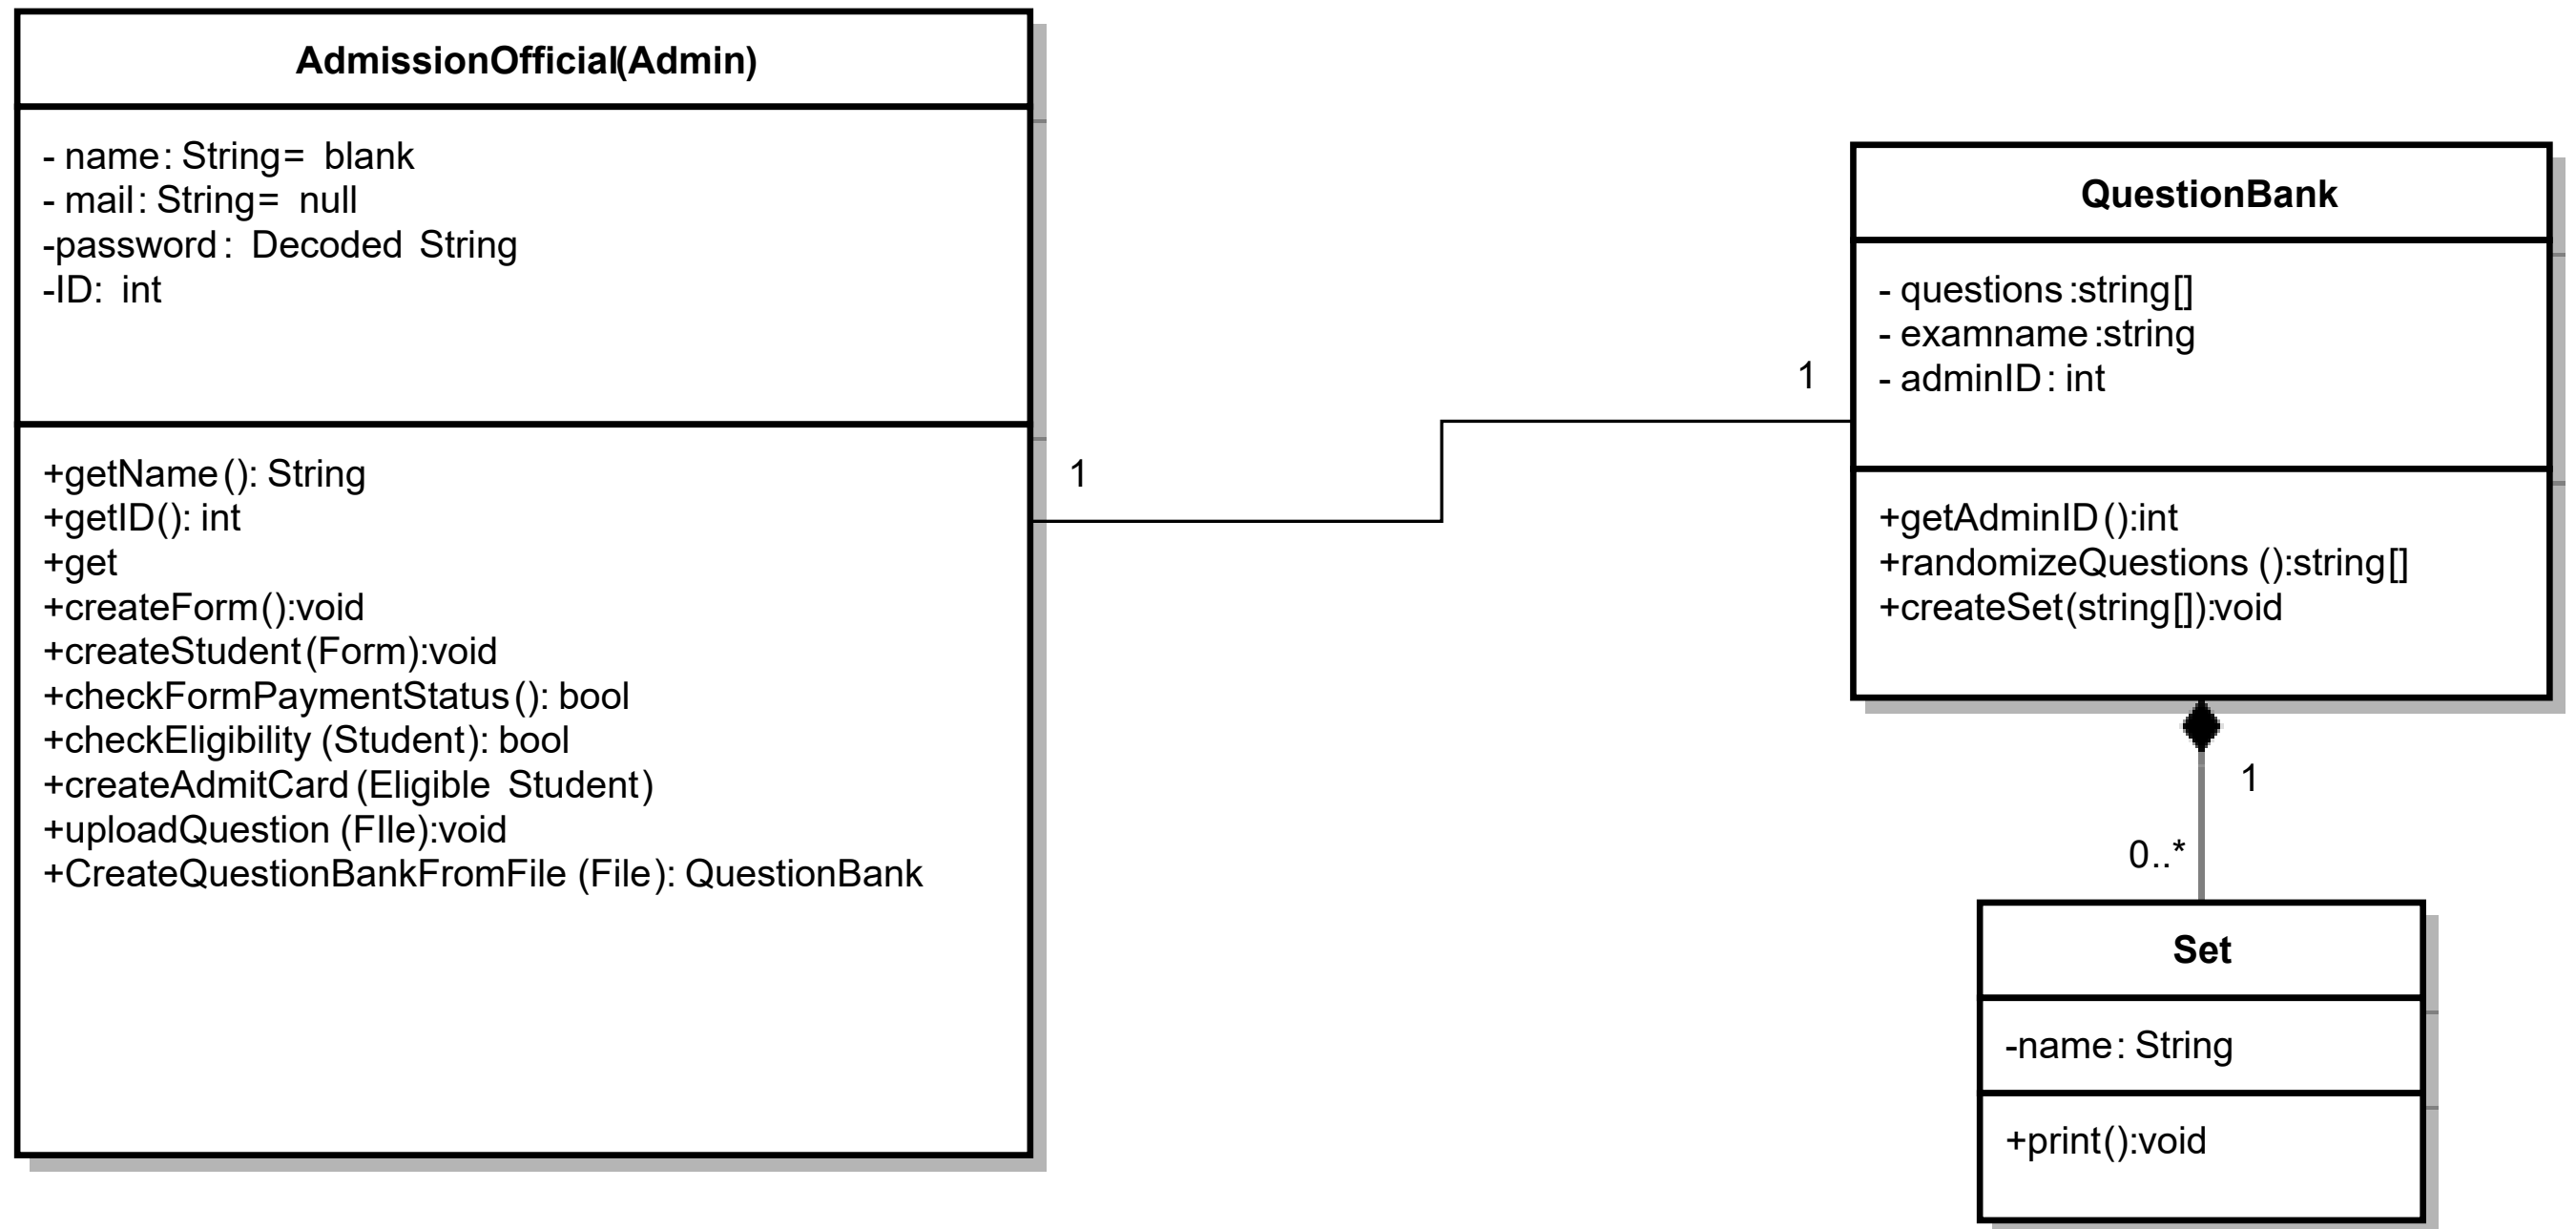 AdmissionOfficial(Admin)
- name: String= blank
- mail: String= null
-password: Decoded String
-ID: int
+getName(): String
+getID(): int
+get
+createForm():void
+createStudent(Form):void
+checkFormPaymentStatus(): bool
+checkEligibility (Student): bool
+createAdmitCard(Eligible Student)
+uploadQuestion (FIle):void
+CreateQuestionBankFromFile (File): QuestionBank
1
1
QuestionBank
- questions:string[]
- examname:string
- adminID: int
+getAdminID():int
+randomizeQuestions ():string[]
+createSet(string[]):void
1
0..*
Set
-name: String
+print():void